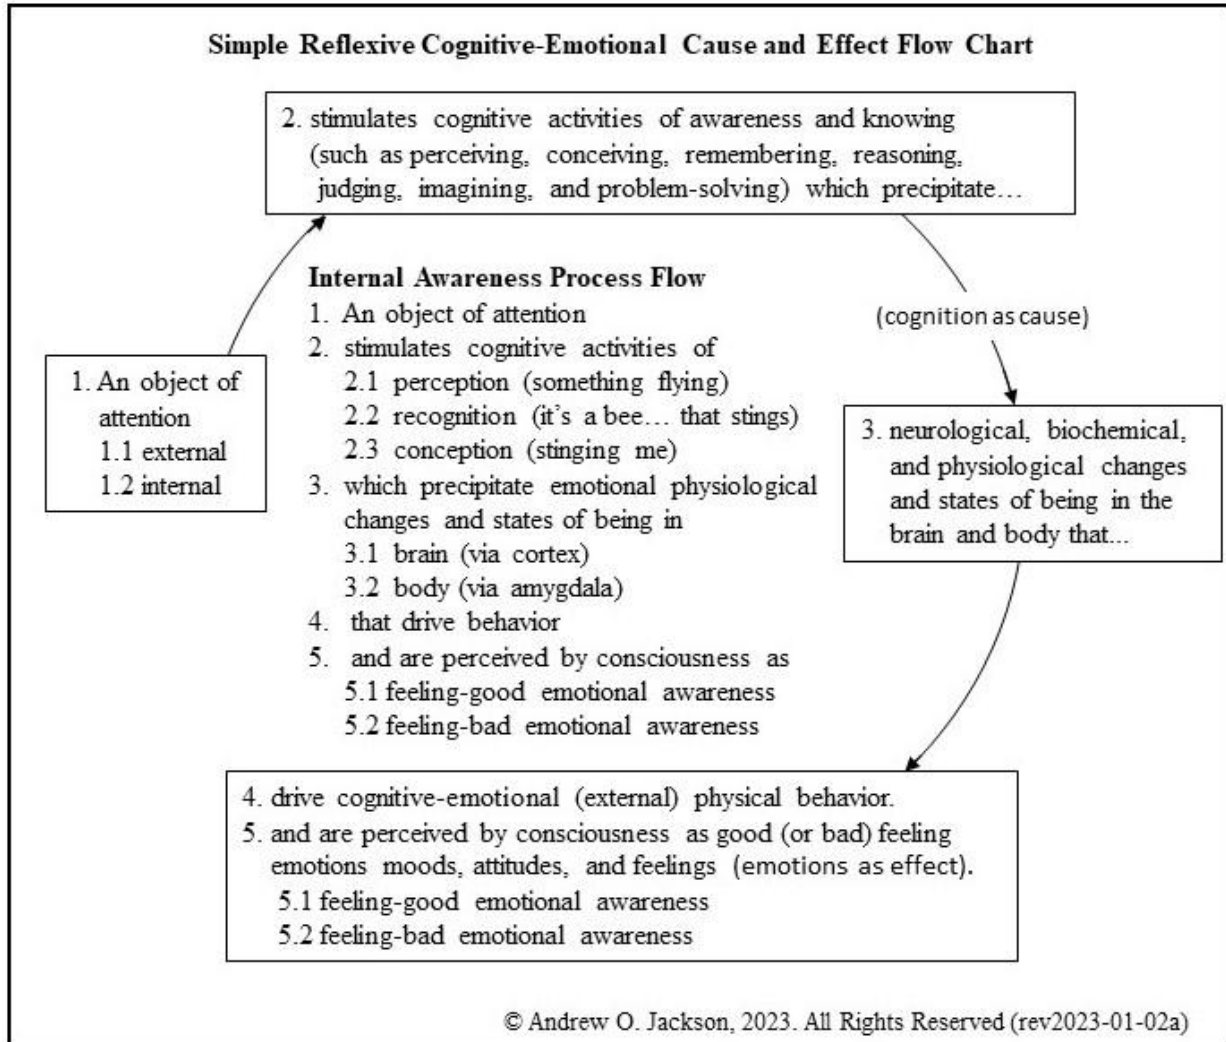 Simple Reflexive Cognitive-Emotional Cause and Effect Flow Chart
2. stimulates cognitive activities of awareness and knowing
(such as perceiving, conceiving, remembering, reasoning,
judging, imagining, and problem-solving) which precipitate…
(cognition as cause)
1. An object of
attention
1.1 external
1.2 internal
Internal Awareness Process Flow
1. An object of attention
2. stimulates cognitive activities of
2.1 perception (something flying)
2.2 recognition (it’s a bee… that stings)
2.3 conception (stinging me)
3. which precipitate emotional physiological
changes and states of being in
3.1 brain (via cortex)
3.2 body (via amygdala)
4. that drive behavior
5. and are perceived by consciousness as
5.1 feeling-good emotional awareness
5.2 feeling-bad emotional awareness
3. neurological, biochemical,
and physiological changes
and states of being in the
brain and body that...
4. drive cognitive-emotional (external) physical behavior.
5. and are perceived by consciousness as good (or bad) feeling
emotions moods, attitudes, and feelings (emotions as effect).
5.1 feeling-good emotional awareness
5.2 feeling-bad emotional awareness
© Andrew O. Jackson, 2023. All Rights Reserved (rev2023-01-02a)